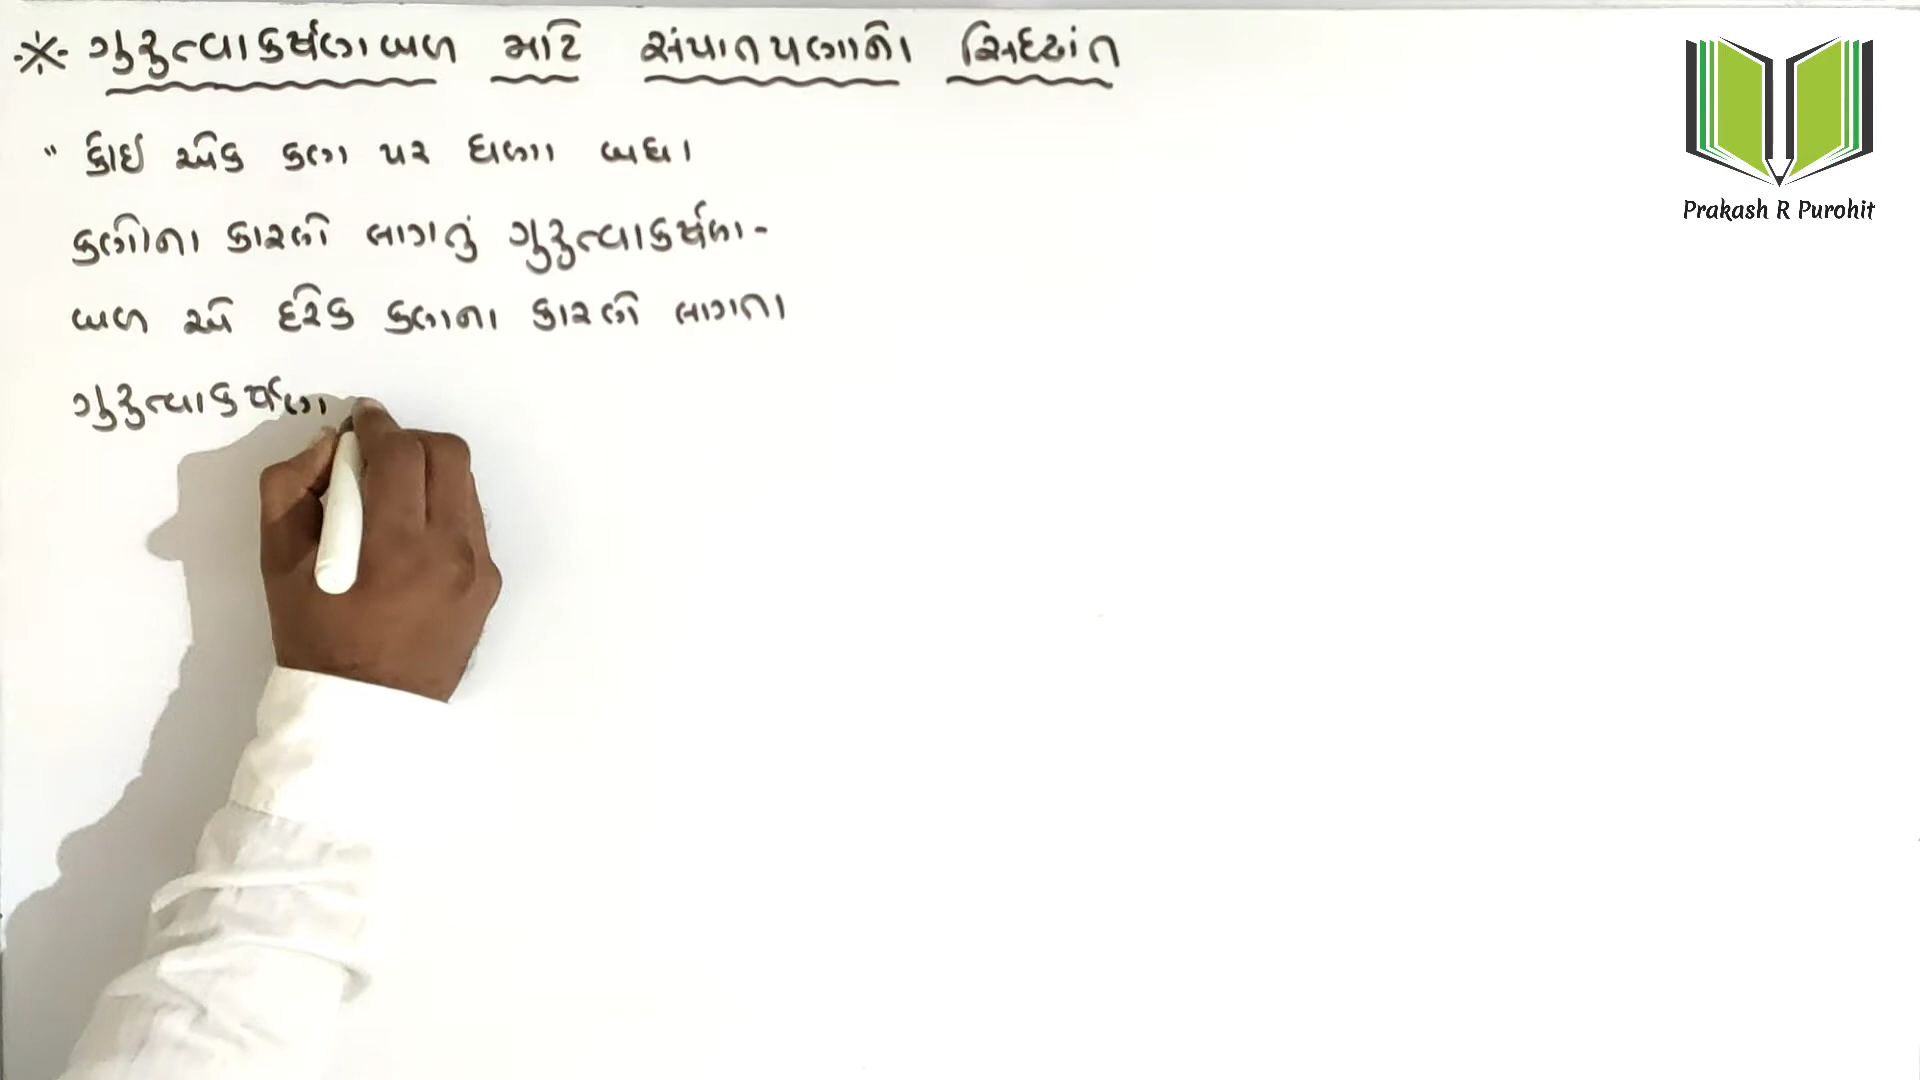 ગુરુત્વાકર્ષણબળ માટે સંપાતપણાનો સિદ્ધાંત
" કોઈ એક કણ પર ઘણા બધા
કણોના કારણે લાગતું ગુરુત્વાકર્ષણ-
બળ એ દરેક કણના કારણે લાગતા
ગુરુત્વાકર્ષણ
Prakash R Purohit